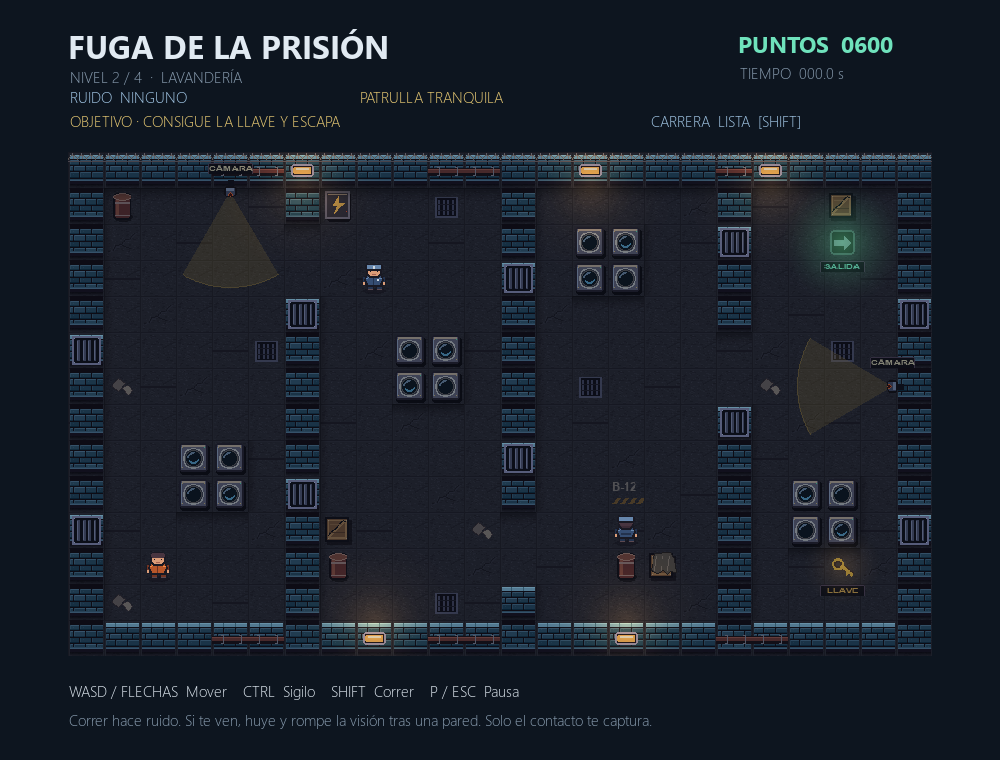 FUGA DE LA PRISIÓN
PUNTOS 0600
NIVEL 2 / 4 · LAVANDERÍA
TIEMPO 000.0 s
RUIDO NINGUNO
PATRULLA TRANQUILA
OBJETIVO · CONSIGUE LA LLAVE Y ESCAPA
CARRERA LISTA [SHIFT]
CÁMARA
SALIDA
CÁMARA
B-12
LLAVE
WASD / FLECHAS Mover CTRL Sigilo SHIFT Correr P / ESC Pausa
Correr hace ruido. Si te ven, huye y rompe la visión tras una pared. Solo el contacto te captura.